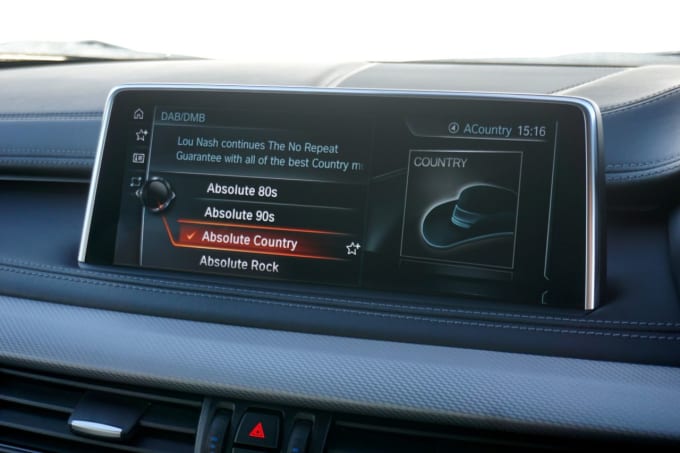 DAB/DMB
ACountry 15:16
Lou Nash continues The No Repeat
Guarantee with all of the best Country m
Absolute 80s
Absolute 90s
Absolute Country
Absolute Rock
COUNTRY